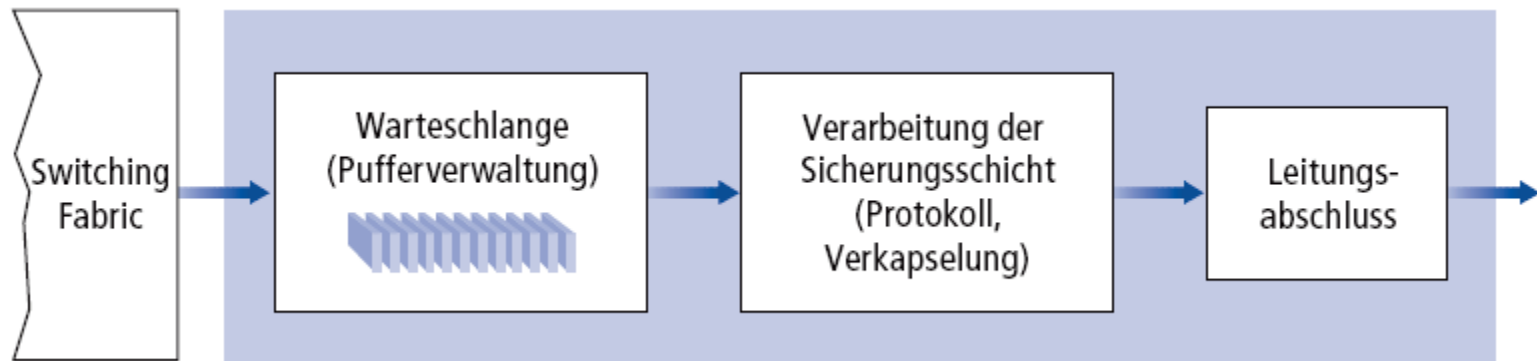 Switching
Fabric
Warteschlange
(Pufferverwaltung)
Verarbeitung der
Sicherungsschicht
(Protokoll,
Verkapselung)
Leitungs-
abschluss